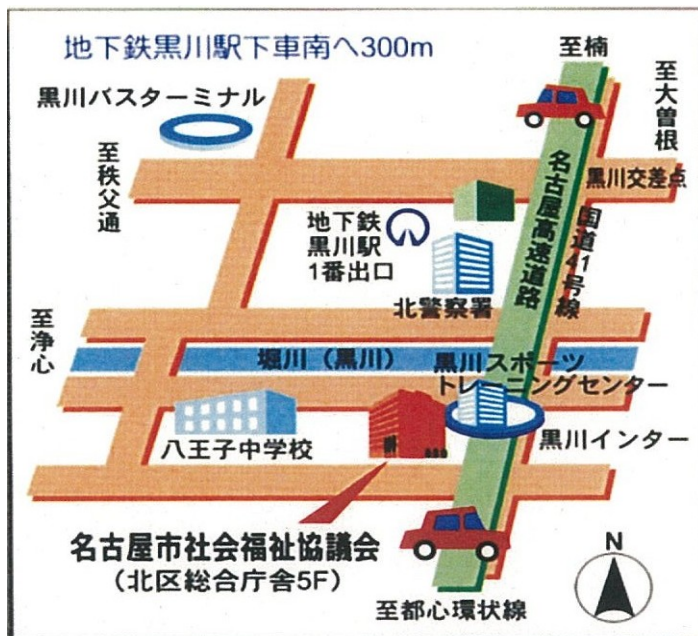 地下鉄黒川駅下車南へ300m
至楠
至大曽根
黒川バスターミナル
至秩父通
黒川交差点
名古屋高速道路
国道41号線
地下鉄
黒川駅
1番出口
北警察署
至浄心
堀川（黒川）
黒川スポーツ
トレーニングセンター
八王子中学校
黒川インター
名古屋市社会福祉協議会
（北区総合庁舎5F）
N
至都心環状線